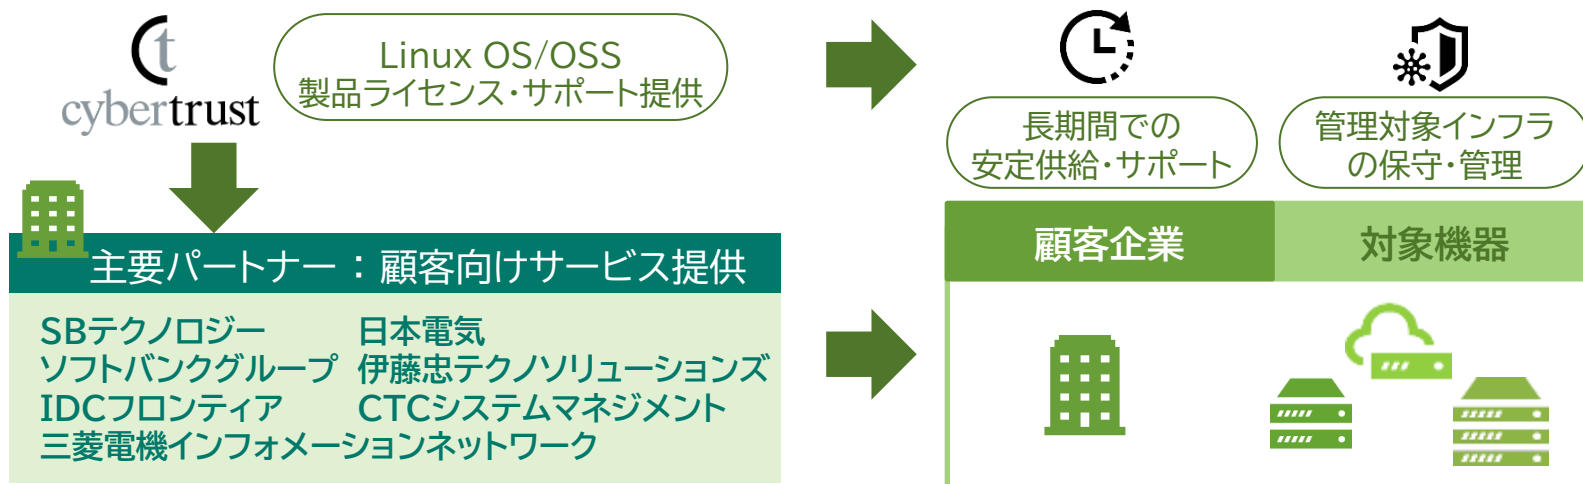 cybertrust
Linux OS/OSS
製品ライセンス・サポート提供
主要パートナー：顧客向けサービス提供
SBテクノロジー 日本電気
ソフトバンクグループ 伊藤忠テクノソリューションズ
IDCフロンティア CTCシステムマネジメント
三菱電機インフォメーションネットワーク
長期間での
安定供給・サポート
管理対象インフラ
の保守・管理
顧客企業 対象機器